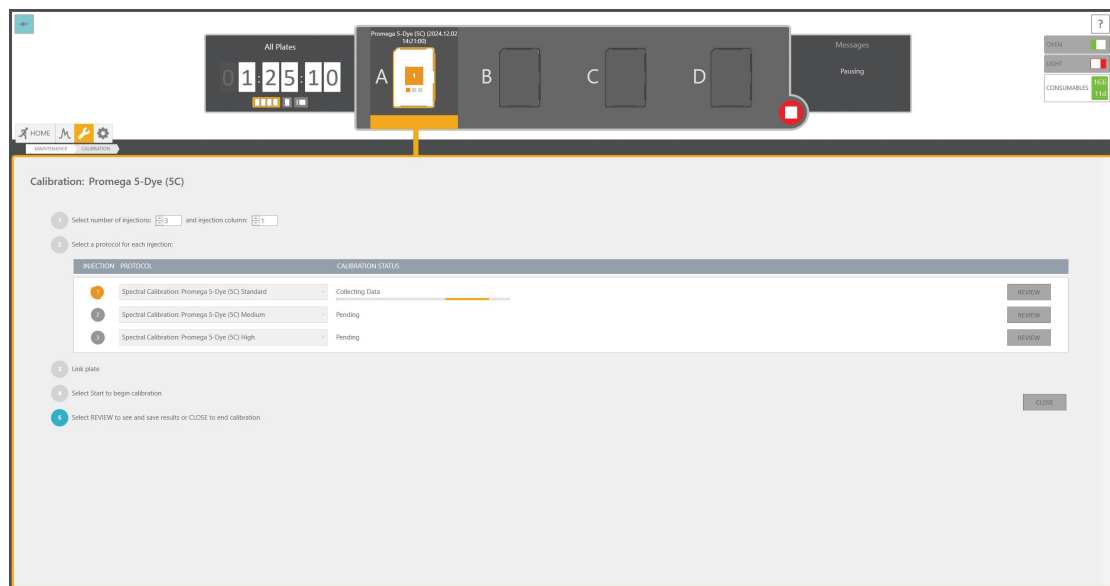 ←
?
All Plates
01:25:10
Promega 5-Dye (5C) (2024.12.02
14:21:00)
A
1
B
C
D
Messages
Pausing
OVEN
LIGHT
CONSUMABLES
163i
11d
HOME
MAINTENANCE
CALIBRATION
Calibration: Promega 5-Dye (5C)
1 Select number of injections: 3 and injection column: 1
2 Select a protocol for each injection:
INJECTION PROTOCOL CALIBRATION STATUS
1 Spectral Calibration: Promega 5-Dye (5C) Standard Collecting Data REVIEW
2 Spectral Calibration: Promega 5-Dye (5C) Medium Pending REVIEW
3 Spectral Calibration: Promega 5-Dye (5C) High Pending REVIEW
3 Link plate
4 Select Start to begin calibration
CLOSE
5 Select REVIEW to see and save results or CLOSE to end calibration